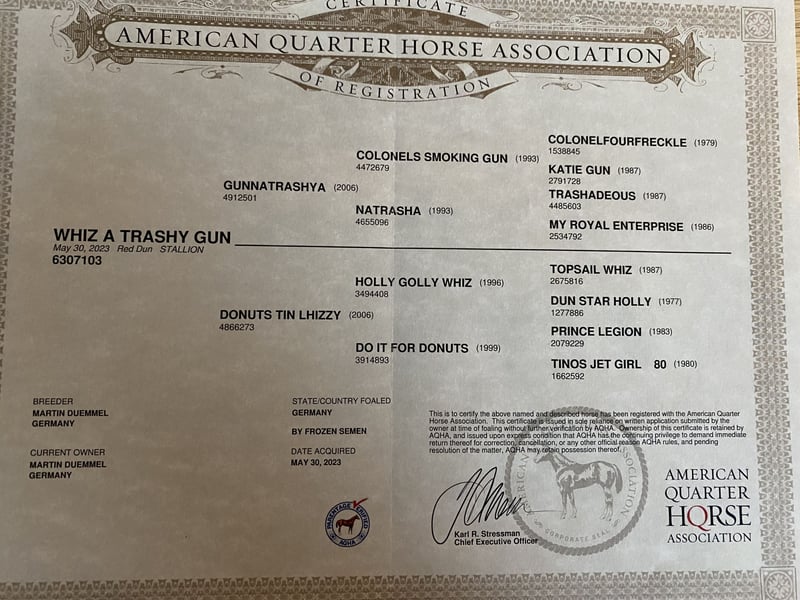 CERTIFICATE
AMERICAN QUARTER HORSE ASSOCIATION
OF REGISTRATION
COLONELFOURFRECKLE (1979)
1538845
COLONELS SMOKING GUN (1993)
4472679
KATIE GUN (1987)
2791728
GUNNATRASHYA (2006)
4912501
TRASHADEOUS (1987)
4485603
NATRASHA (1993)
4655096
MY ROYAL ENTERPRISE (1986)
2534792
WHIZ A TRASHY GUN
May 30, 2023 Red Dun STALLION
6307103
TOPSAIL WHIZ (1987)
2675816
HOLLY GOLLY WHIZ (1996)
3494408
DUN STAR HOLLY (1977)
1277886
DONUTS TIN LHIZZY (2006)
4866273
PRINCE LEGION (1983)
2079229
DO IT FOR DONUTS (1999)
3914893
TINOS JET GIRL 80 (1980)
1662592
BREEDER
MARTIN DUEMMEL
GERMANY
CURRENT OWNER
MARTIN DUEMMEL
GERMANY
STATE/COUNTRY FOALED
GERMANY
BY FROZEN SEMEN
DATE ACQUIRED
MAY 30, 2023
This is to certify the above named and described horse has been registered with the American Quarter
Horse Association. This certificate is issued in sole reliance on written application submitted by the
owner at time of foaling without further verification by AQHA. Ownership of this certificate is retained by
AQHA, and issued upon express condition that AQHA has the continuing privilege to demand immediate
return thereof for correction, cancellation, or any other official reason AQHA rules, and pending
resolution of the matter, AQHA may retain possession thereof.
PARENTAGE VERIFIED
AQHA
Karl R. Stressman
Chief Executive Officer
CORPORATE SEAL
AMERICAN
QUARTER
HORSE
ASSOCIATION